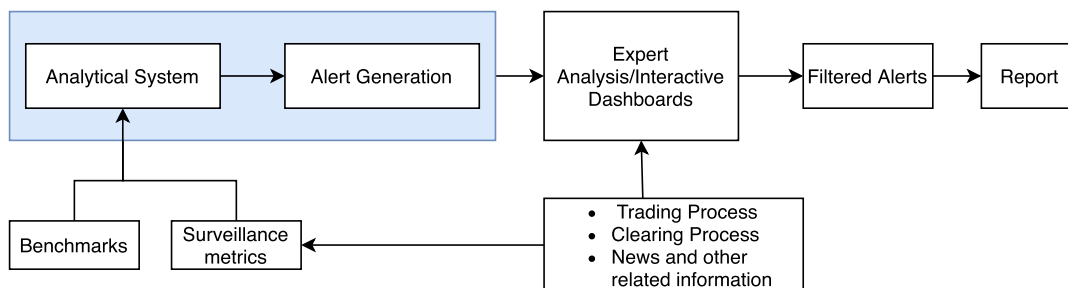 Analytical System
Alert Generation
Expert
Analysis/Interactive
Dashboards
Filtered Alerts
Report
Benchmarks
Surveillance
metrics
• Trading Process
• Clearing Process
• News and other
related information